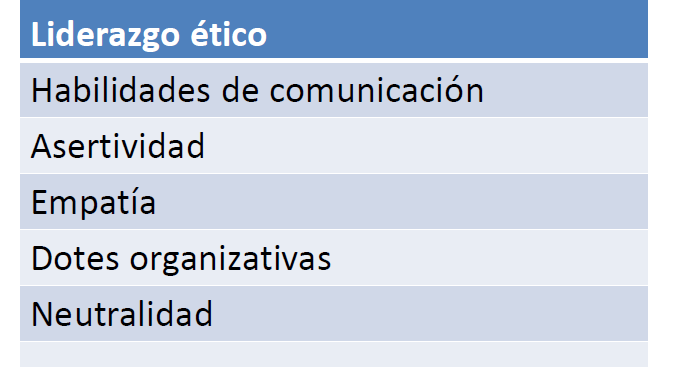 Liderazgo ético
Habilidades de comunicación
Asertividad
Empatía
Dotes organizativas
Neutralidad